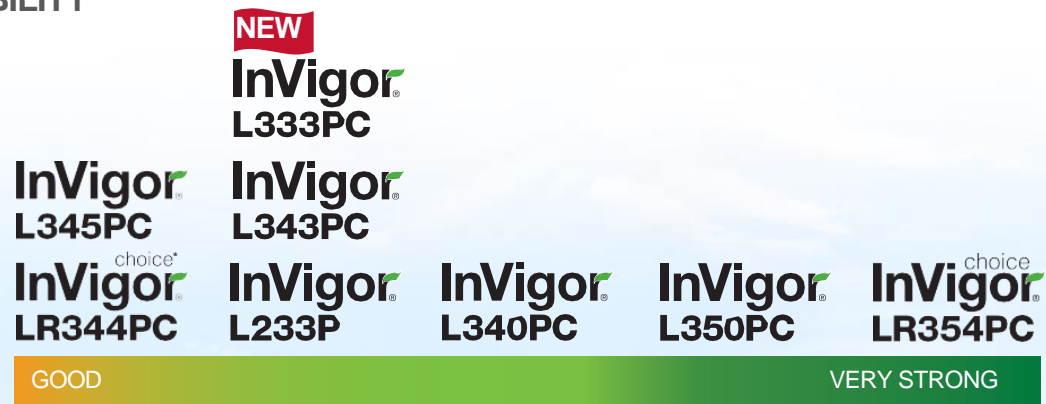 BILITY
NEW
InVigor®
L333PC
InVigor® InVigor®
L345PC L343PC
choice* choice
InVigor® InVigor® InVigor® InVigor® InVigor®
LR344PC L233P L340PC L350PC LR354PC
GOOD VERY STRONG